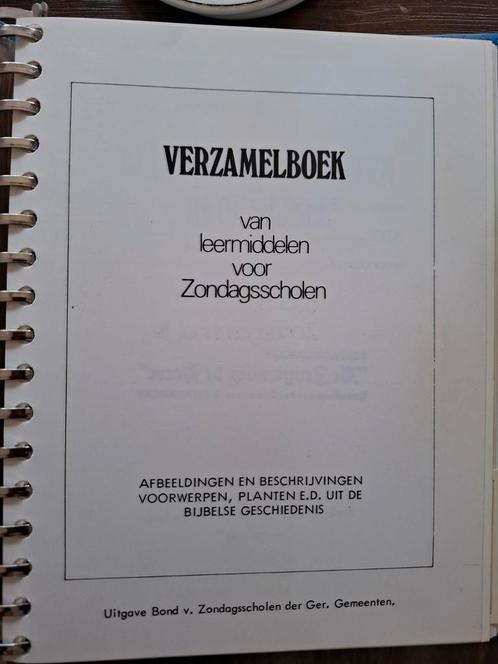 VERZAMELBOEK
van
leermiddelen
voor
Zondagsscholen
AFBEELDINGEN EN BESCHRIJVINGEN
VOORWERPEN, PLANTEN E.D. UIT DE
BIJBELSE GESCHIEDENIS
Uitgave Bond v. Zondagsscholen der Ger. Gemeenten.